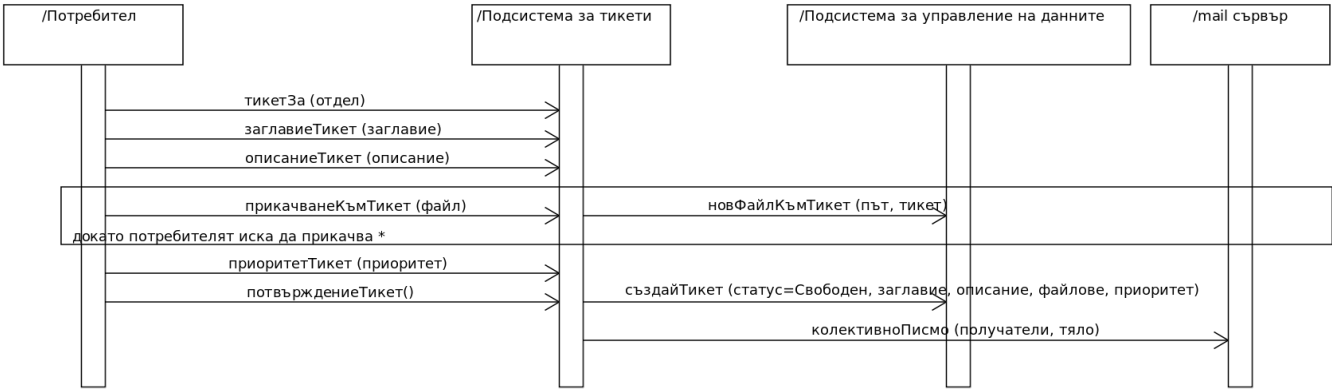 /Потребител
/Подсистема за тикети
/Подсистема за управление на данните
/mail сървър
тикетЗа (отдел)
заглавиеТикет (заглавие)
описаниеТикет (описание)
прикачванеКъмТикет (файл)
новФайлКъмТикет (път, тикет)
докато потребителят иска да прикачва *
приоритетТикет (приоритет)
потвърждениеТикет()
създайТикет (статус=Свободен, заглавие, описание, файлове, приоритет)
колективноПисмо (получатели, тяло)